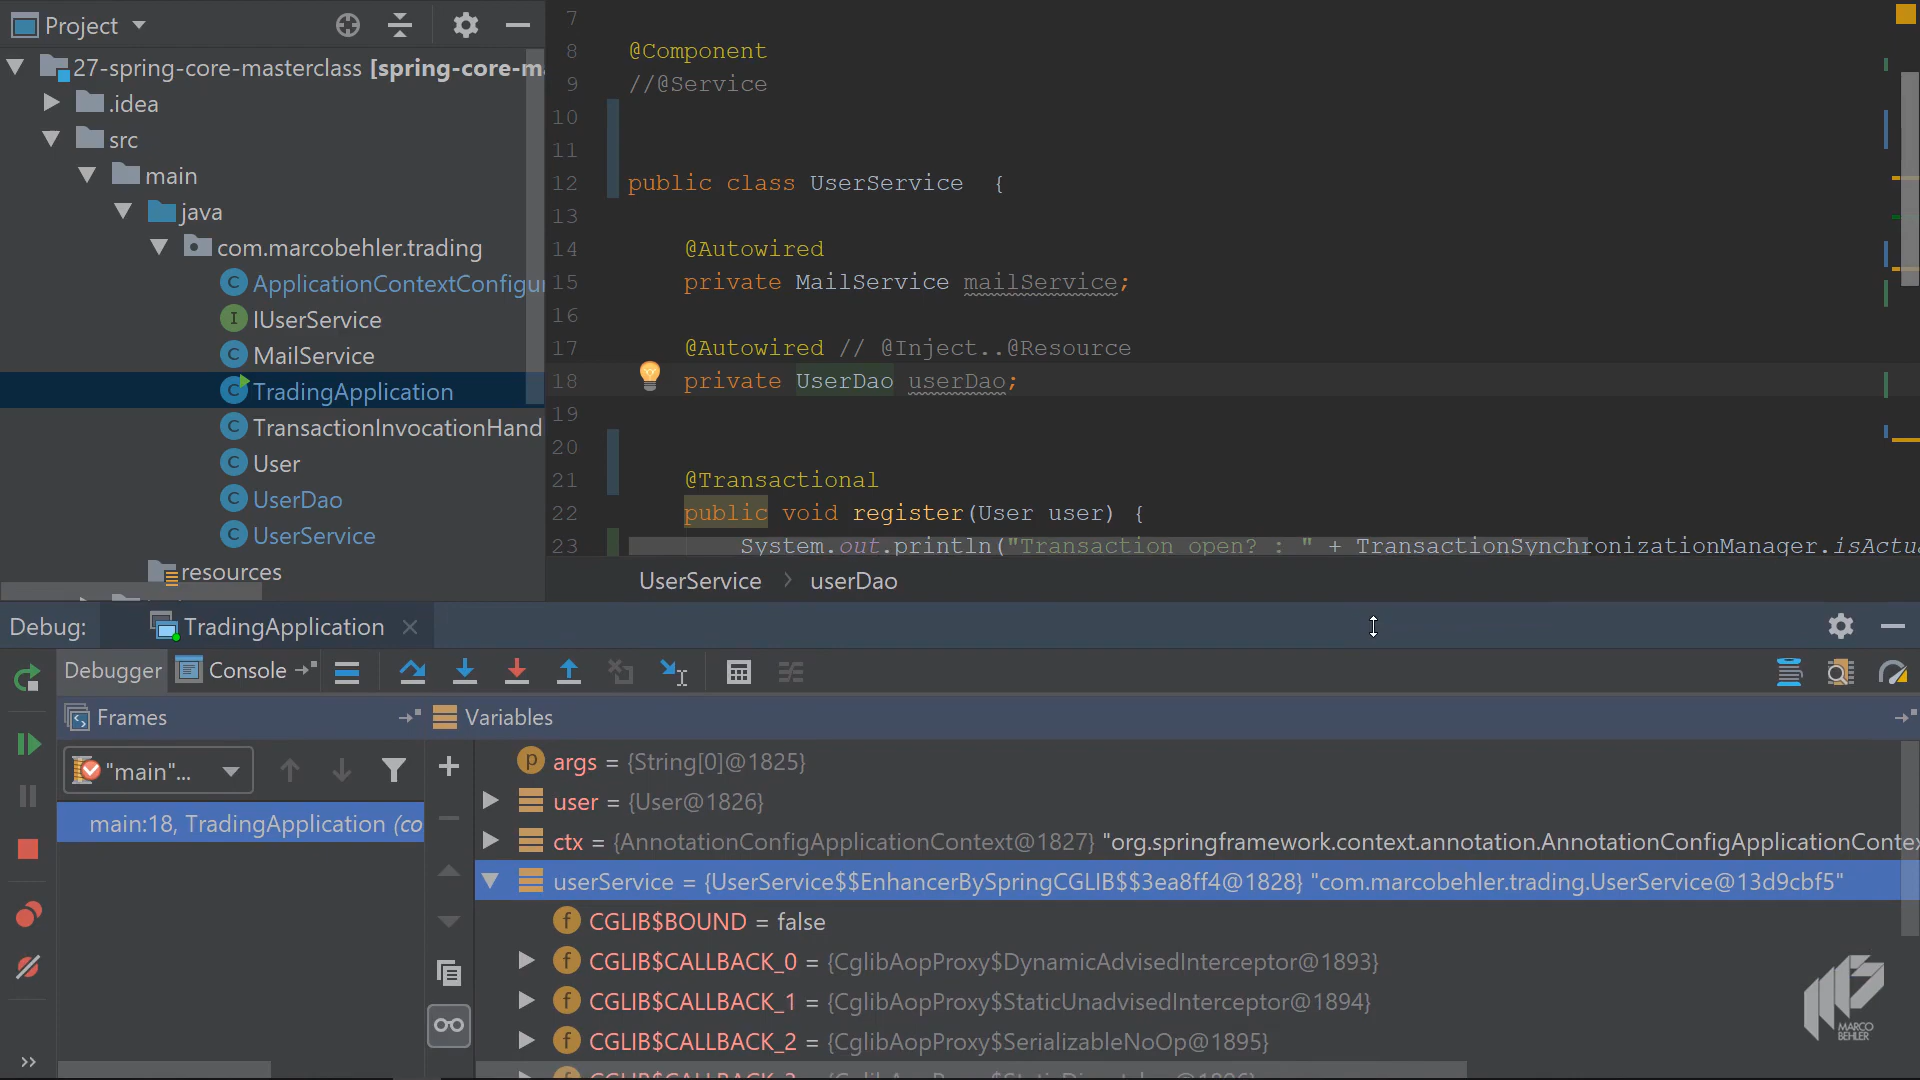 Project
27-spring-core-masterclass [spring-core-m
.idea
src
main
java
com.marcobehler.trading
ApplicationContextConfigu
IUserService
MailService
TradingApplication
TransactionInvocationHand
User
UserDao
UserService
resources
7
8 @Component
9 //@Service
10
11
12 public class UserService {
13
14 @Autowired
15 private MailService mailService;
16
17 @Autowired // @Inject..@Resource
18 private UserDao userDao;
19
20
21 @Transactional
22 public void register(User user) {
23 System.out.println("Transaction open? : " + TransactionSynchronizationManager.isActu
UserService > userDao
Debug: TradingApplication
Debugger Console
Frames
"main"...
main:18, TradingApplication (co
Variables
args = {String[0]@1825}
user = {User@1826}
ctx = {AnnotationConfigApplicationContext@1827} "org.springframework.context.annotation.AnnotationConfigApplicationConte
userService = {UserService$$EnhancerBySpringCGLIB$$3ea8ff4@1828} "com.marcobehler.trading.UserService@13d9cbf5"
CGLIB$BOUND = false
CGLIB$CALLBACK_0 = {CglibAopProxy$DynamicAdvisedInterceptor@1893}
CGLIB$CALLBACK_1 = {CglibAopProxy$StaticUnadvisedInterceptor@1894}
CGLIB$CALLBACK_2 = {CglibAopProxy$SerializableNoOp@1895}
MARCO
BEHLER